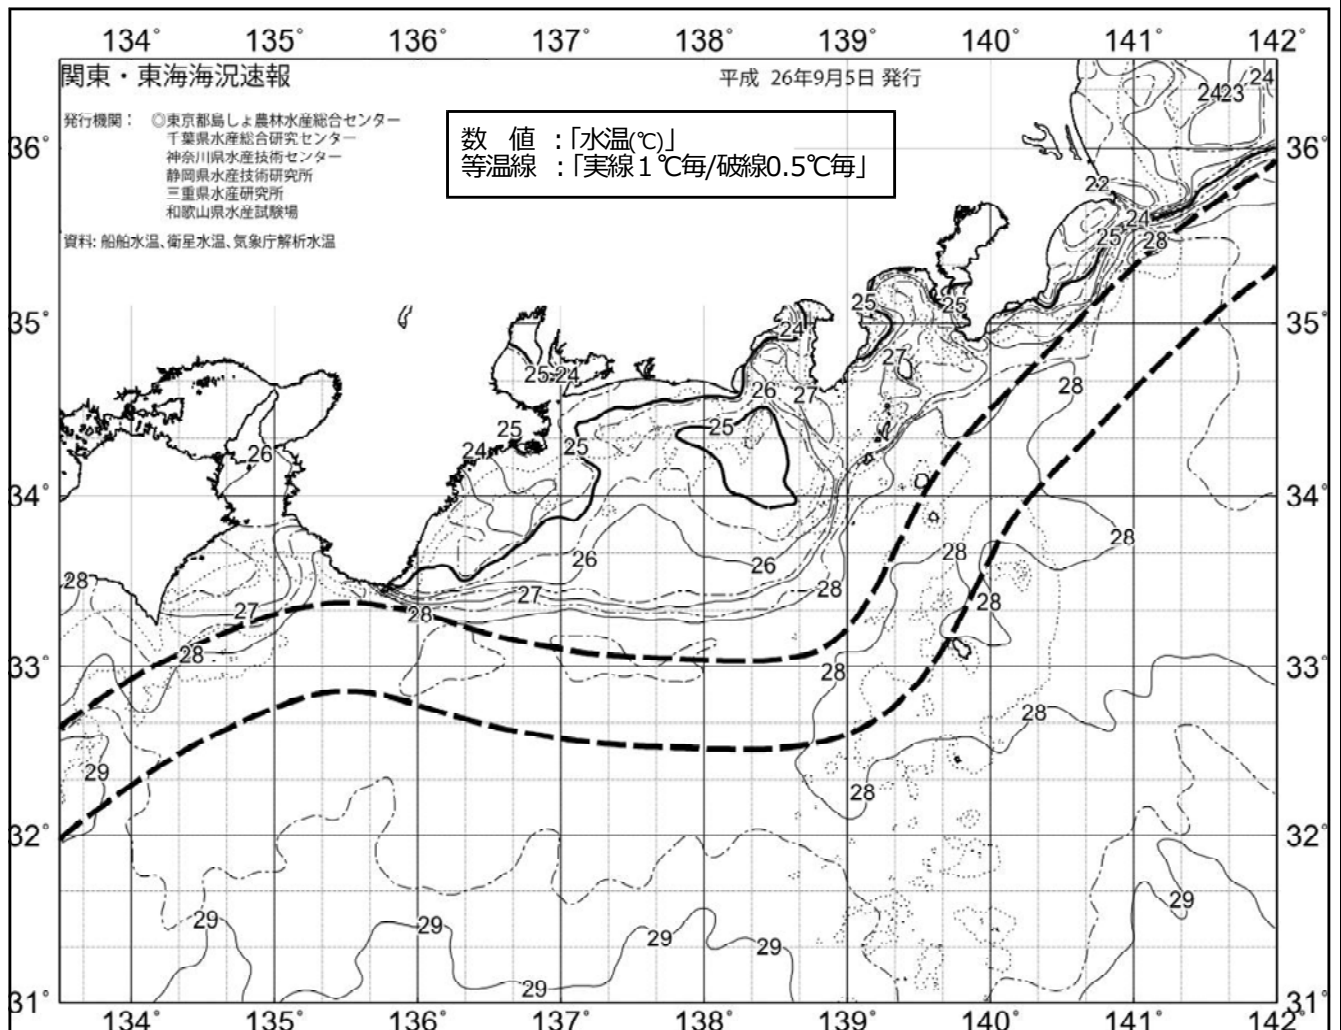 134° 135° 136° 137° 138° 139° 140° 141° 142°
関東・東海海況速報
平成 26年9月5日 発行
発行機関： ◎東京都島しょ農林水産総合センター
千葉県水産総合研究センター
神奈川県水産技術センター
静岡県水産技術研究所
三重県水産研究所
和歌山県水産試験場
資料: 船舶水温､衛星水温､気象庁解析水温
数 値 ：｢水温(℃)｣
等温線 ：｢実線１℃毎/破線0.5℃毎｣
24
24 23
36° 36°
22
24
25 28
25 25
35° 24 35°
27
25 24
26 27 28
25 25 25
24
26
34° 34°
28
26 26 28
28 27 28
27 28 28
28
33° 28 33°
28
29
28
32° 32°
29
29 29 29 29
29
31° 31°
134° 135° 136° 137° 138° 139° 140° 141° 142°